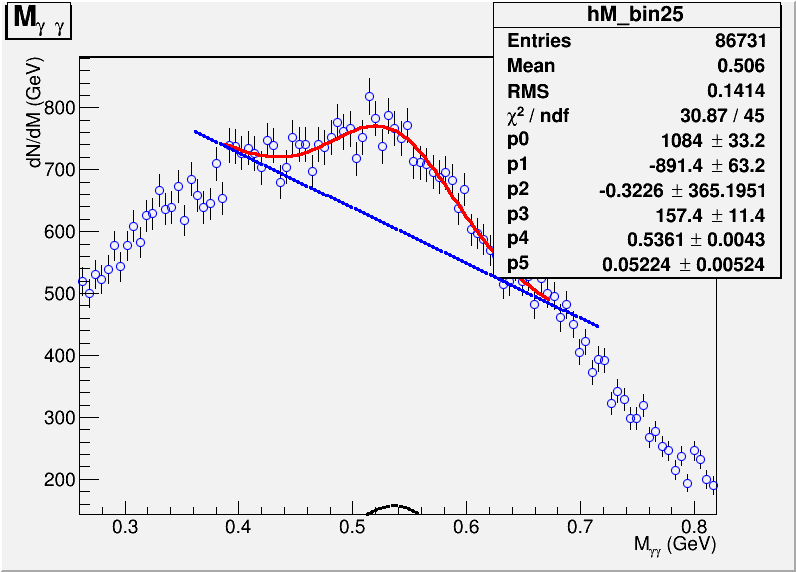 M γ γ
hM_bin25
Entries 86731
Mean 0.506
RMS 0.1414
χ² / ndf 30.87 / 45
p0 1084 ± 33.2
p1 -891.4 ± 63.2
p2 -0.3226 ± 365.1951
p3 157.4 ± 11.4
p4 0.5361 ± 0.0043
p5 0.05224 ± 0.00524
dN/dM (GeV)
800
700
600
500
400
300
200
0.3 0.4 0.5 0.6 0.7 0.8
Mγγ (GeV)